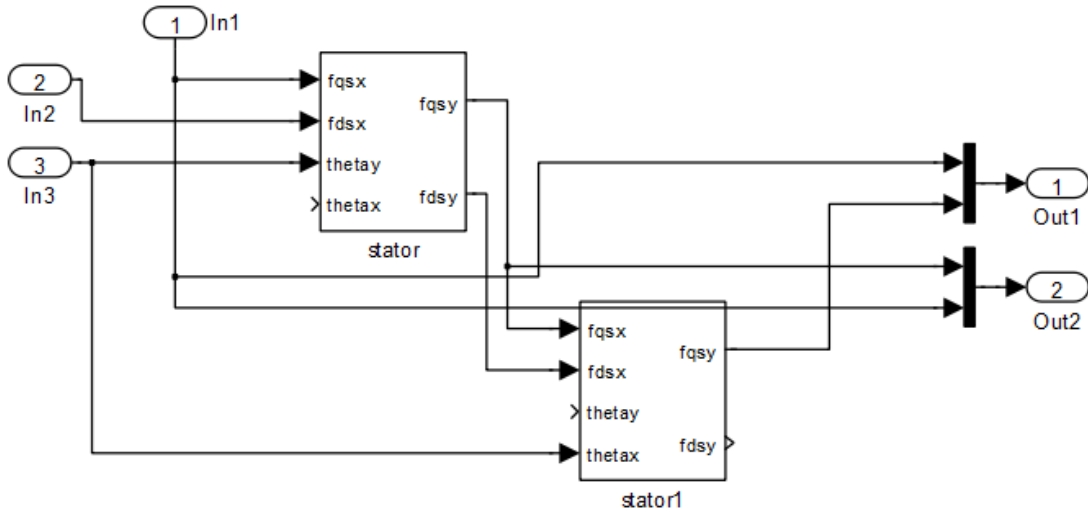 1
In1
2
In2
3
In3
fqsx
fdsx
thetay
thetax
fqsy
fdsy
stator
fqsx
fdsx
thetay
thetax
fqsy
fdsy
stator1
1
Out1
2
Out2